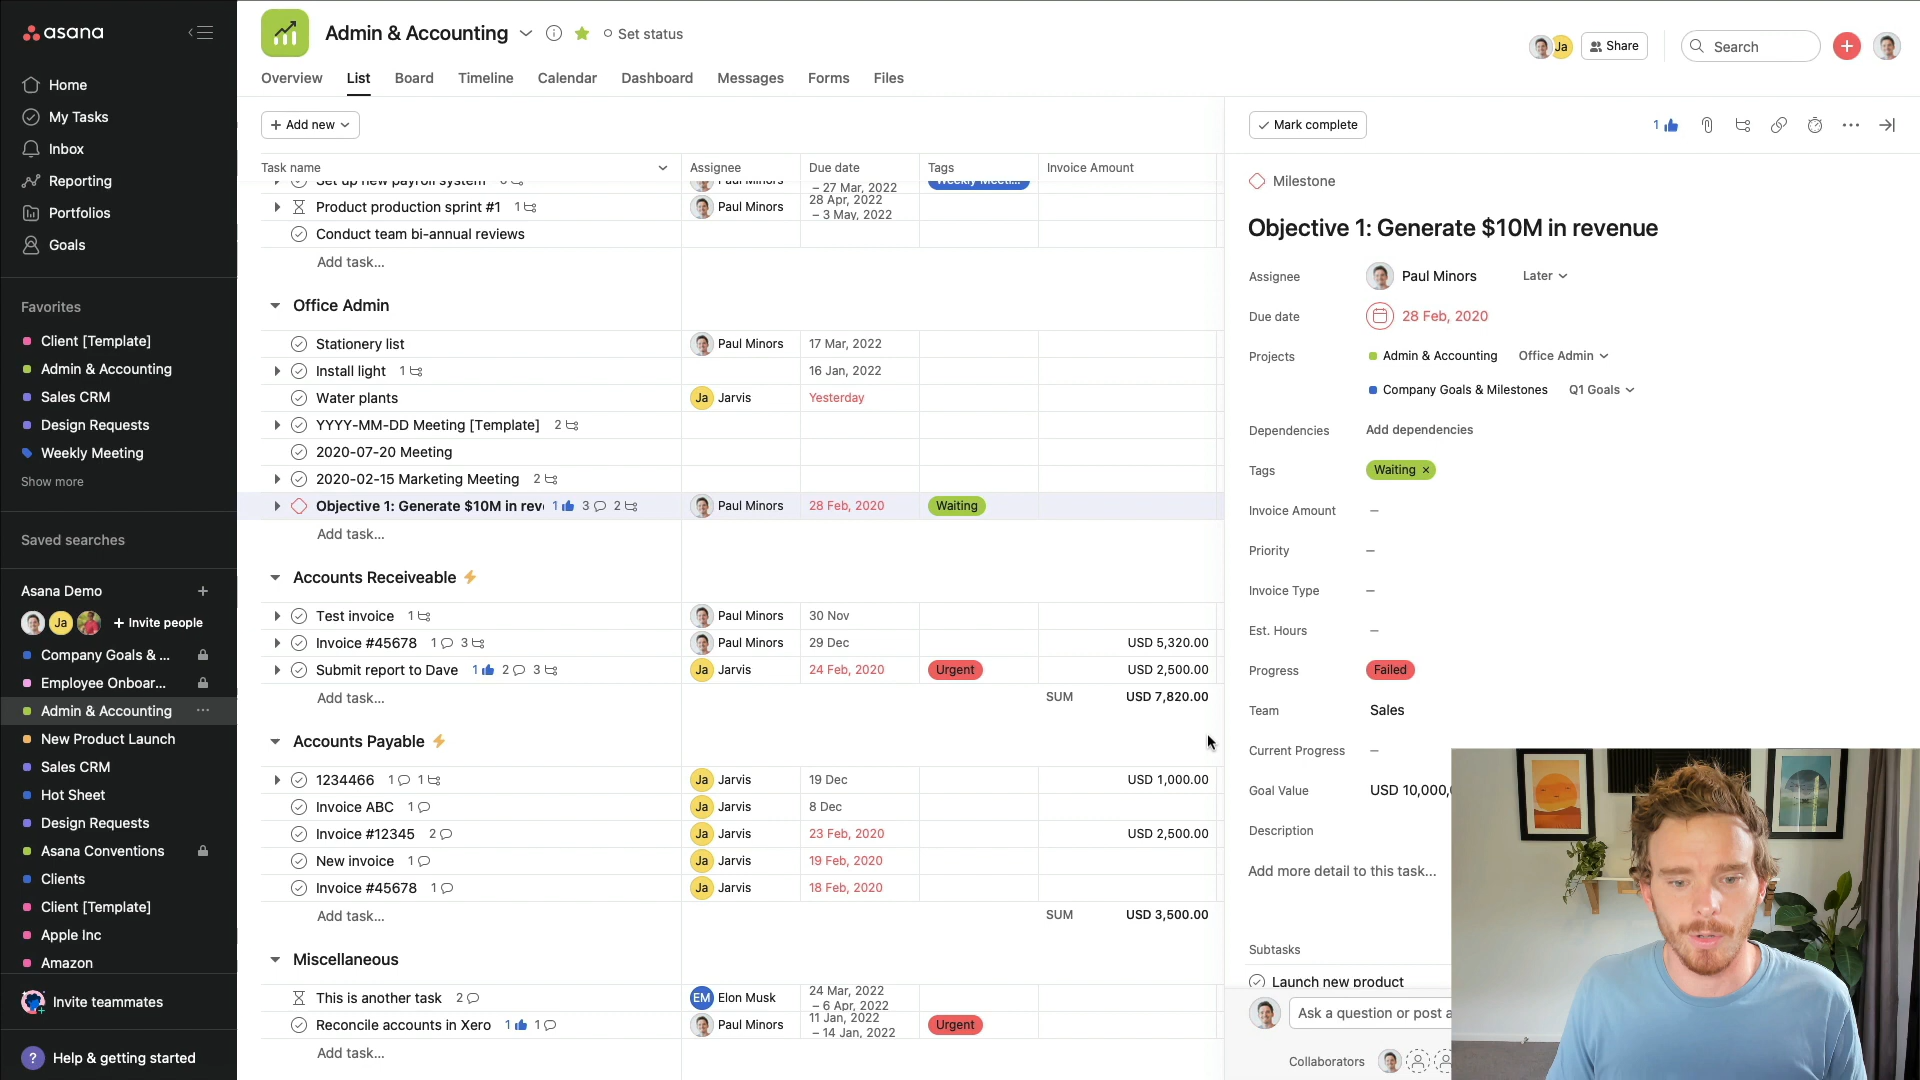 asana
Home
My Tasks
Inbox
Reporting
Portfolios
Goals
Favorites
Client [Template]
Admin & Accounting
Sales CRM
Design Requests
Weekly Meeting
Show more
Saved searches
Asana Demo
Ja
+ Invite people
Company Goals & ...
Employee Onboar...
Admin & Accounting
New Product Launch
Sales CRM
Hot Sheet
Design Requests
Asana Conventions
Clients
Client [Template]
Apple Inc
Amazon
Invite teammates
? Help & getting started
Admin & Accounting
Set status
Ja
Share
Search
Overview List Board Timeline Calendar Dashboard Messages Forms Files
+ Add new
Task name Assignee Due date Tags Invoice Amount
Set up new payroll system Paul Minors – 27 Mar, 2022 Weekly Meeti...
Product production sprint #1 1 Paul Minors 28 Apr, 2022 – 3 May, 2022
Conduct team bi-annual reviews
Add task...
Office Admin
Stationery list Paul Minors 17 Mar, 2022
Install light 1 16 Jan, 2022
Water plants Ja Jarvis Yesterday
YYYY-MM-DD Meeting [Template] 2
2020-07-20 Meeting
2020-02-15 Marketing Meeting 2
Objective 1: Generate $10M in reve 1 3 2 Paul Minors 28 Feb, 2020 Waiting
Add task...
Accounts Receiveable
Test invoice 1 Paul Minors 30 Nov
Invoice #45678 1 3 Paul Minors 29 Dec USD 5,320.00
Submit report to Dave 1 2 3 Ja Jarvis 24 Feb, 2020 Urgent USD 2,500.00
Add task... SUM USD 7,820.00
Accounts Payable
1234466 1 1 Ja Jarvis 19 Dec USD 1,000.00
Invoice ABC 1 Ja Jarvis 8 Dec
Invoice #12345 2 Ja Jarvis 23 Feb, 2020 USD 2,500.00
New invoice 1 Ja Jarvis 19 Feb, 2020
Invoice #45678 1 Ja Jarvis 18 Feb, 2020
Add task... SUM USD 3,500.00
Miscellaneous
This is another task 2 EM Elon Musk 24 Mar, 2022 – 6 Apr, 2022
Reconcile accounts in Xero 1 1 Paul Minors 11 Jan, 2022 – 14 Jan, 2022 Urgent
Add task...
Mark complete
1
Milestone
Objective 1: Generate $10M in revenue
Assignee Paul Minors Later
Due date 28 Feb, 2020
Projects Admin & Accounting Office Admin
Company Goals & Milestones Q1 Goals
Dependencies Add dependencies
Tags Waiting ×
Invoice Amount —
Priority —
Invoice Type —
Est. Hours —
Progress Failed
Team Sales
Current Progress —
Goal Value USD 10,000,
Description
Add more detail to this task...
Subtasks
Launch new product
Ask a question or post a
Collaborators